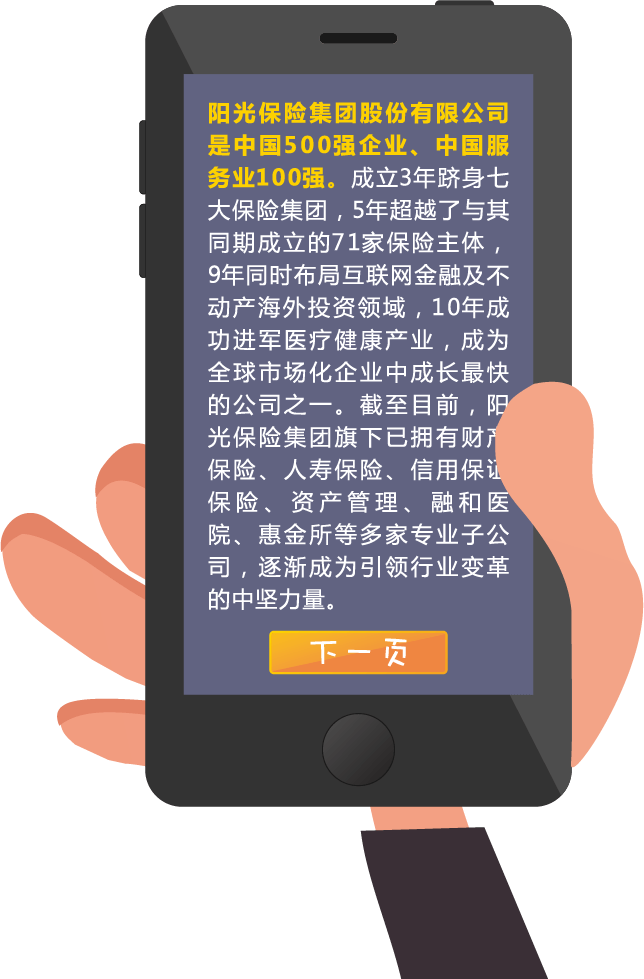 阳光保险集团股份有限公司
是中国500强企业、中国服
务业100强。成立3年跻身七
大保险集团，5年超越了与其
同期成立的71家保险主体，
9年同时布局互联网金融及不
动产海外投资领域，10年成
功进军医疗健康产业，成为
全球市场化企业中成长最快
的公司之一。截至目前，阳
光保险集团旗下已拥有财产
保险、人寿保险、信用保证
保险、资产管理、融和医
院、惠金所等多家专业子公
司，逐渐成为引领行业变革
的中坚力量。
下一页